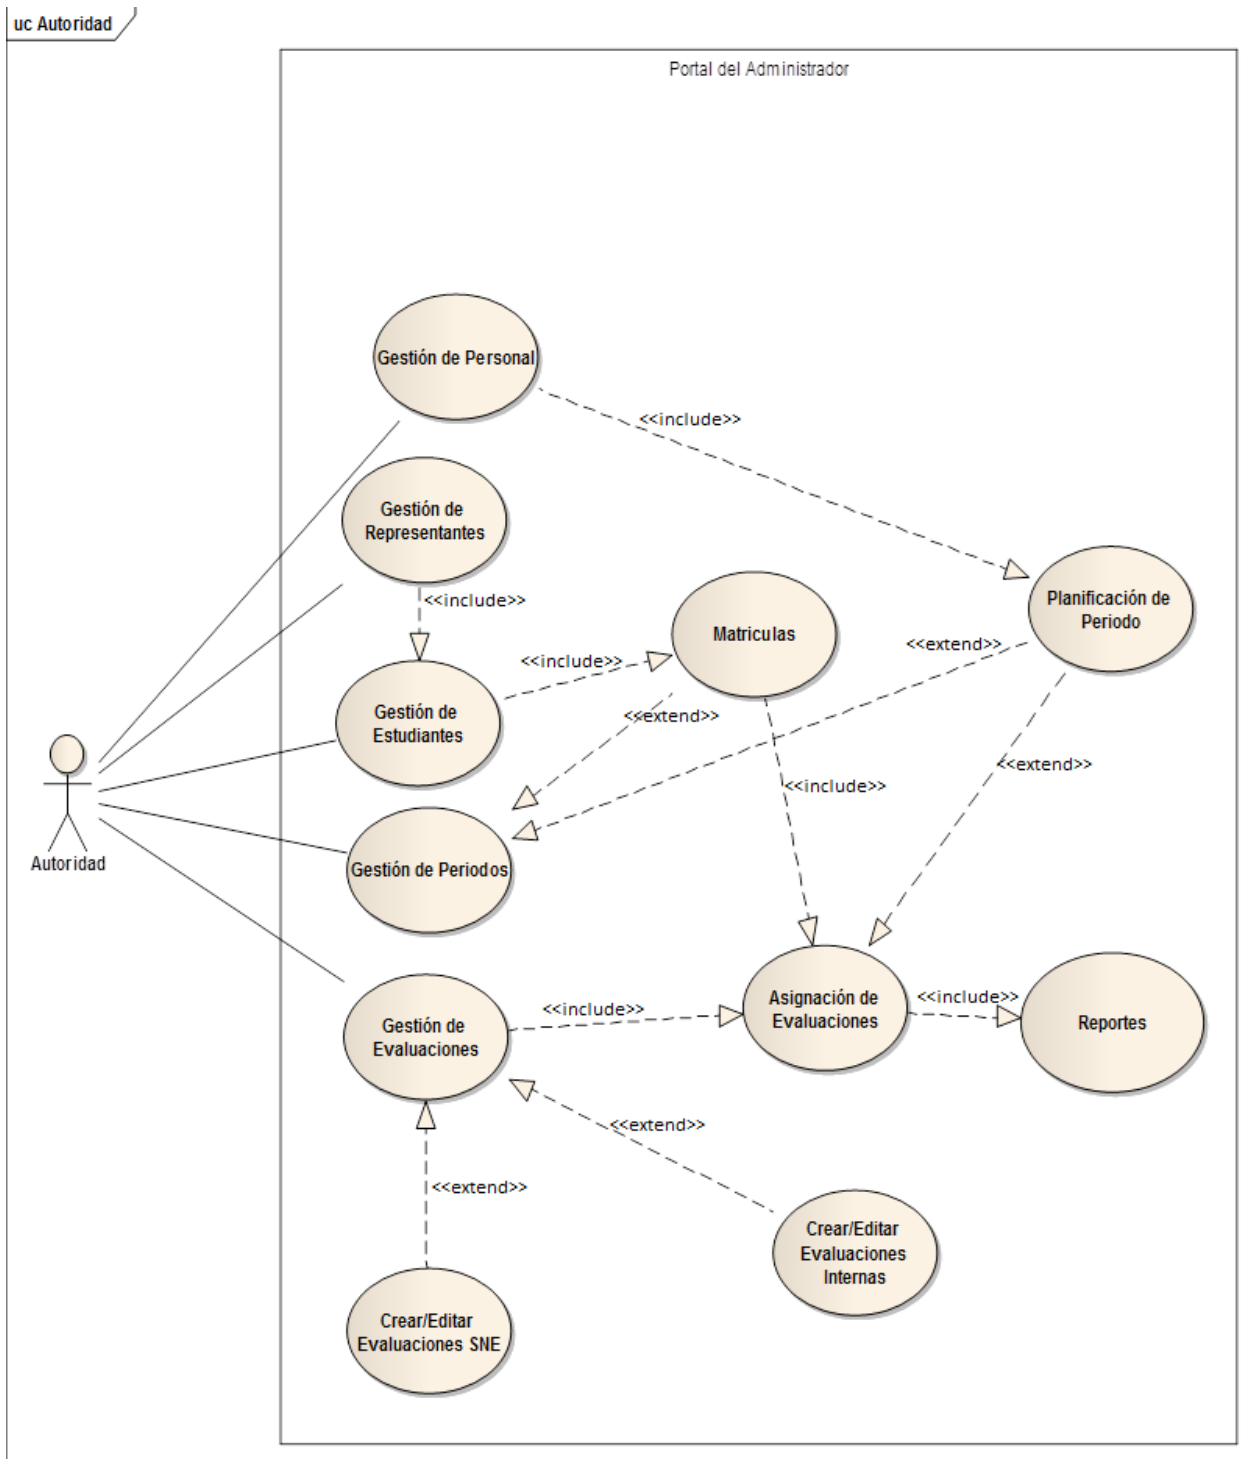 uc Autoridad
Portal del Administrador
Gestión de Personal
<<include>>
Gestión de
Representantes
<<include>>
Matriculas
Planificación de
Periodo
<<extend>>
<<include>>
Gestión de
Estudiantes
<<extend>>
<<extend>>
<<include>>
Autoridad
Gestión de Periodos
Gestión de
Evaluaciones
<<include>>
Asignación de
Evaluaciones
<<include>>
Reportes
<<extend>>
<<extend>>
Crear/Editar
Evaluaciones
Internas
Crear/Editar
Evaluaciones SNE